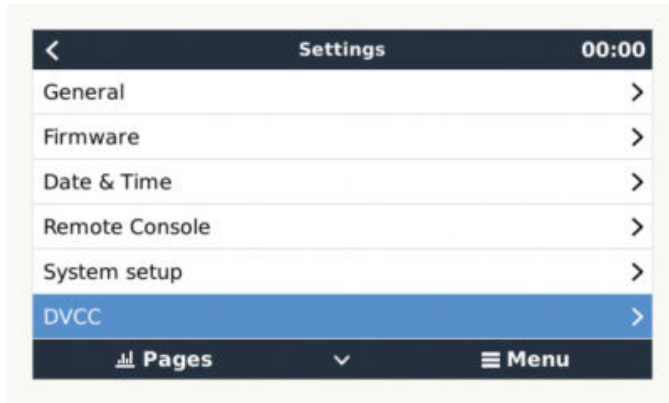 Settings 00:00
General
Firmware
Date & Time
Remote Console
System setup
DVCC
Pages Menu